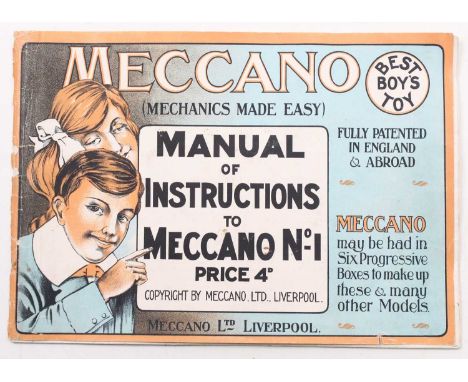 MECCANO
(MECHANICS MADE EASY)
BEST
BOY'S
TOY
MANUAL
OF
INSTRUCTIONS
TO
MECCANO No. 1
PRICE 4D
COPYRIGHT BY MECCANO. LTD., LIVERPOOL.
MECCANO LTD LIVERPOOL.
FULLY PATENTED
IN ENGLAND
& ABROAD
MECCANO
may be had in
Six Progressive
Boxes to make up
these & many
other Models.